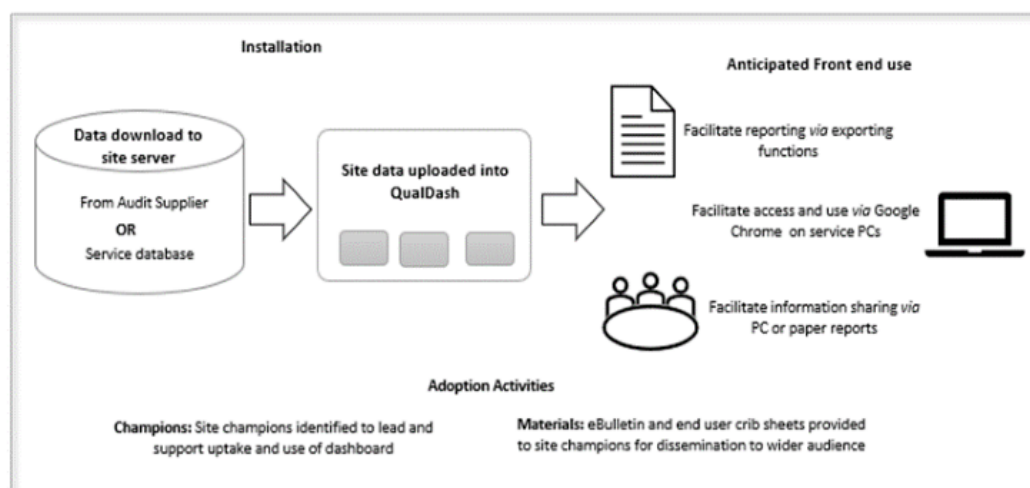 Installation
Data download to
site server
From Audit Supplier
OR
Service database
Site data uploaded into
QualDash
Anticipated Front end use
Facilitate reporting via exporting
functions
Facilitate access and use via Google
Chrome on service PCs
Facilitate information sharing via
PC or paper reports
Adoption Activities
Champions: Site champions identified to lead and
support uptake and use of dashboard
Materials: eBulletin and end user crib sheets provided
to site champions for dissemination to wider audience